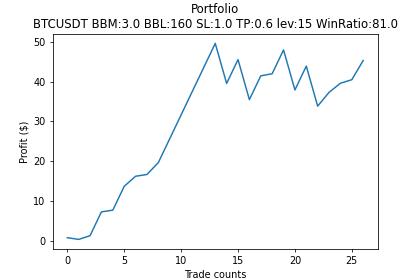 Portfolio
BTCUSDT BBM:3.0 BBL:160 SL:1.0 TP:0.6 lev:15 WinRatio:81.0
50
40
30
20
10
0
Profit ($)
0 5 10 15 20 25
Trade counts